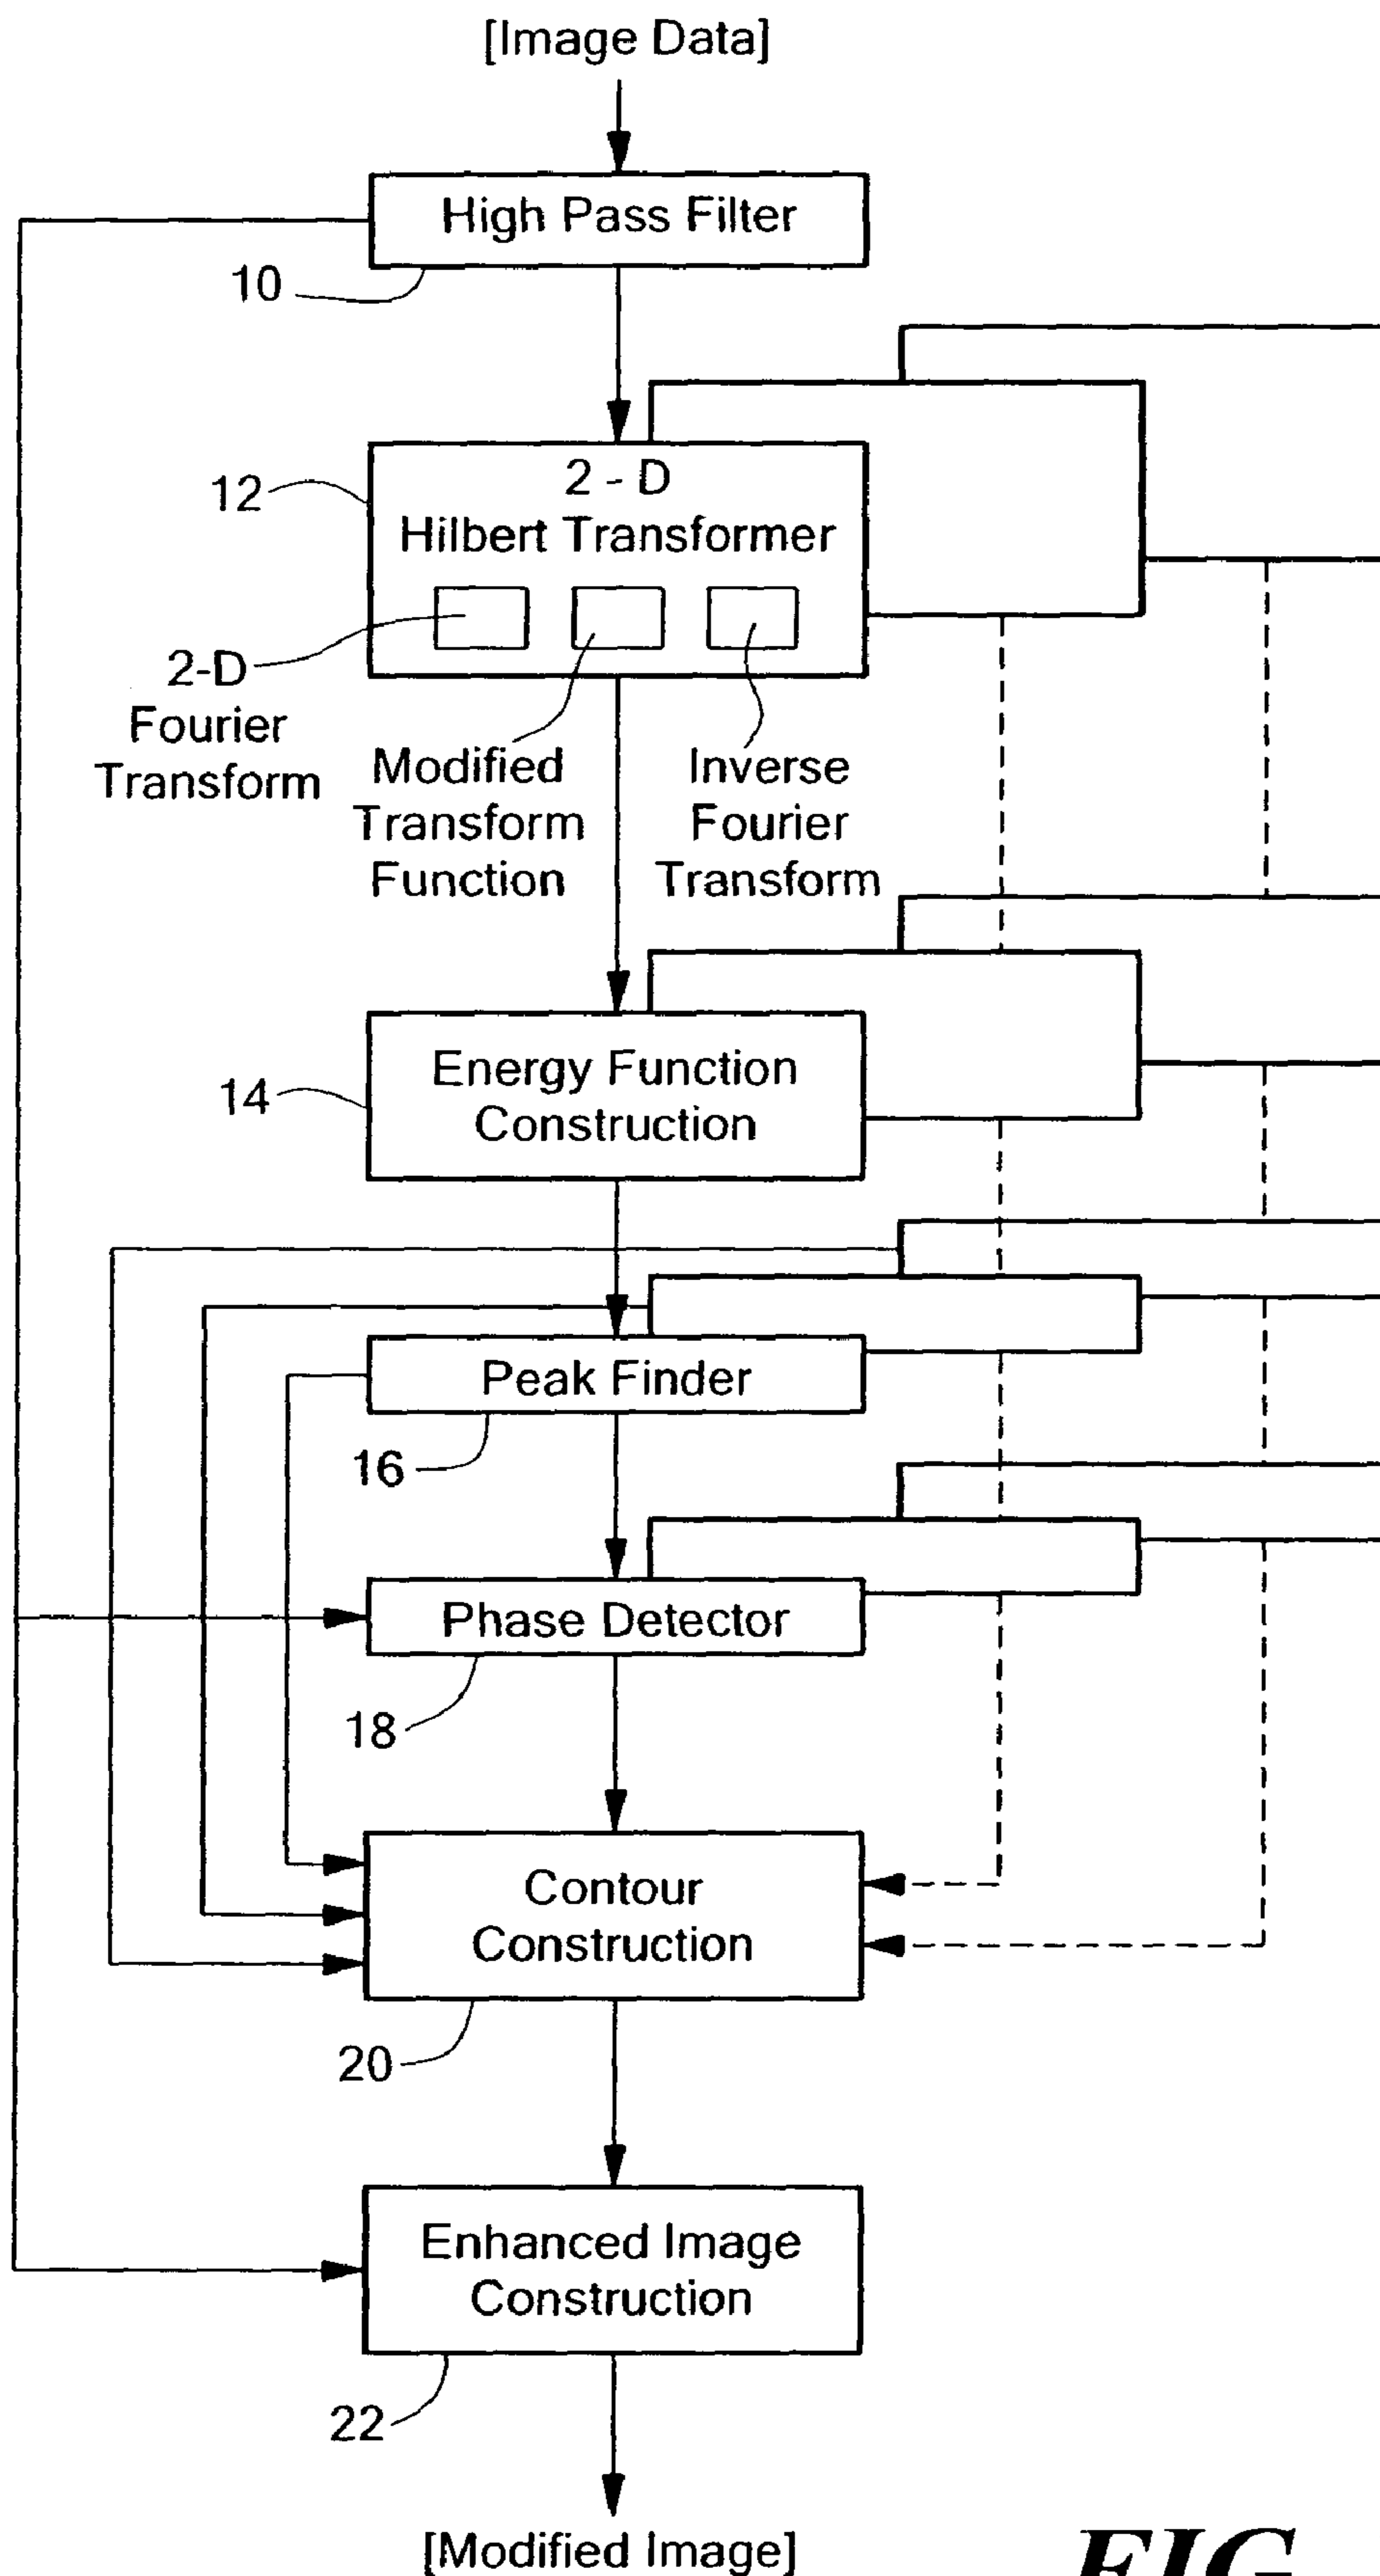 [Image Data]
High Pass Filter
10
12
2 - D
Hilbert Transformer
2-D
Fourier
Transform
Modified
Transform
Function
Inverse
Fourier
Transform
14
Energy Function
Construction
Peak Finder
16
Phase Detector
18
Contour
Construction
20
Enhanced Image
Construction
22
[Modified Image]
FIG